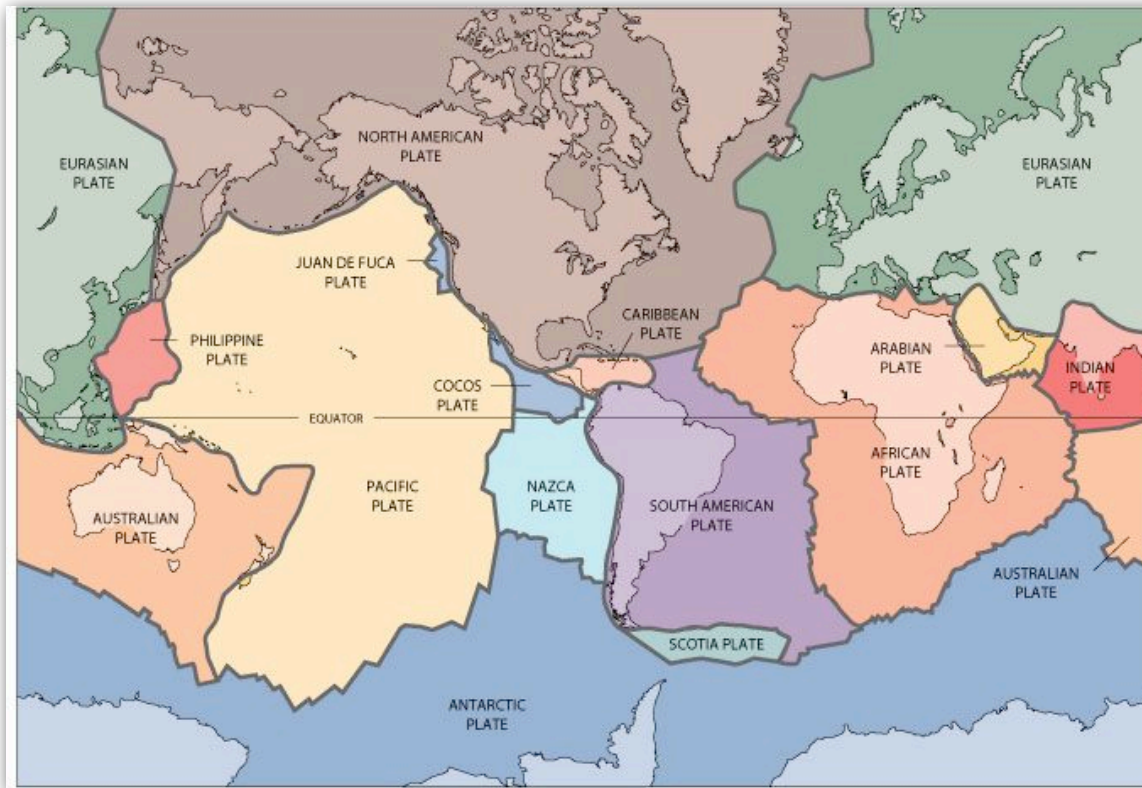 NORTH AMERICAN
PLATE
EURASIAN
PLATE
EURASIAN
PLATE
JUAN DE FUCA
PLATE
CARIBBEAN
PLATE
PHILIPPINE
PLATE
ARABIAN
PLATE
INDIAN
PLATE
COCOS
PLATE
EQUATOR
AFRICAN
PLATE
PACIFIC
PLATE
NAZCA
PLATE
SOUTH AMERICAN
PLATE
AUSTRALIAN
PLATE
AUSTRALIAN
PLATE
SCOTIA PLATE
ANTARCTIC
PLATE